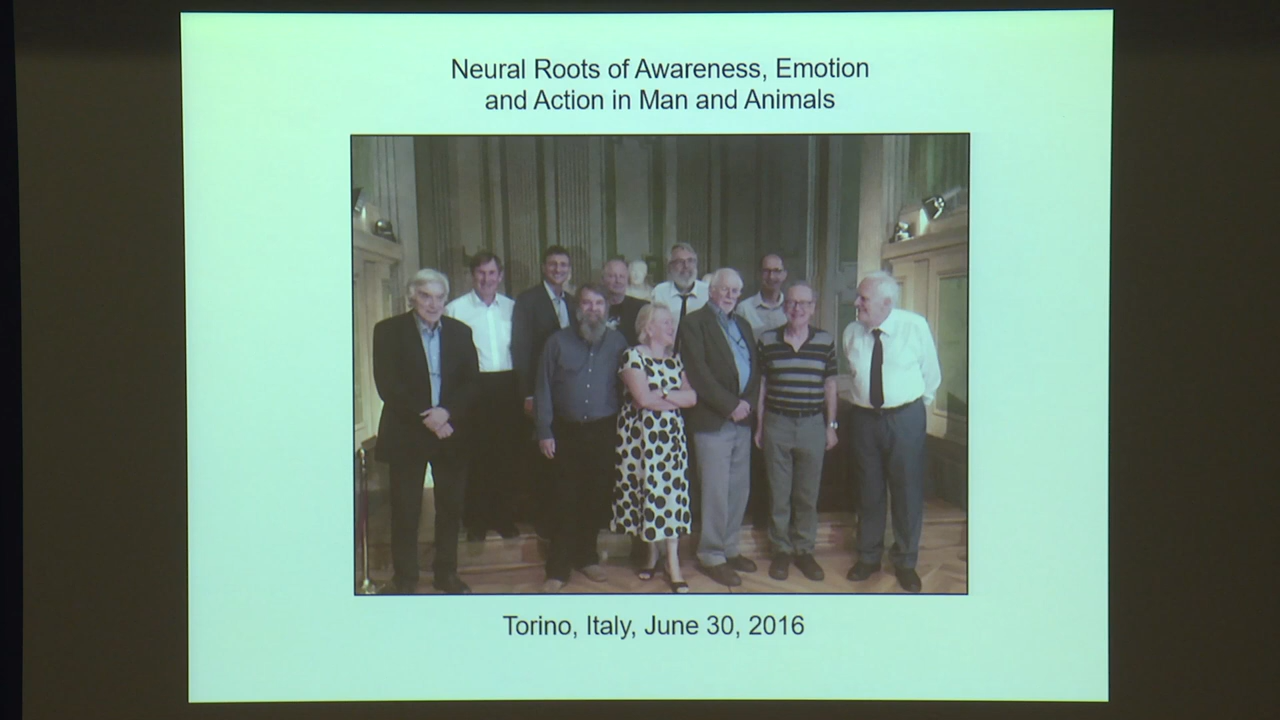 Neural Roots of Awareness, Emotion
and Action in Man and Animals
Torino, Italy, June 30, 2016